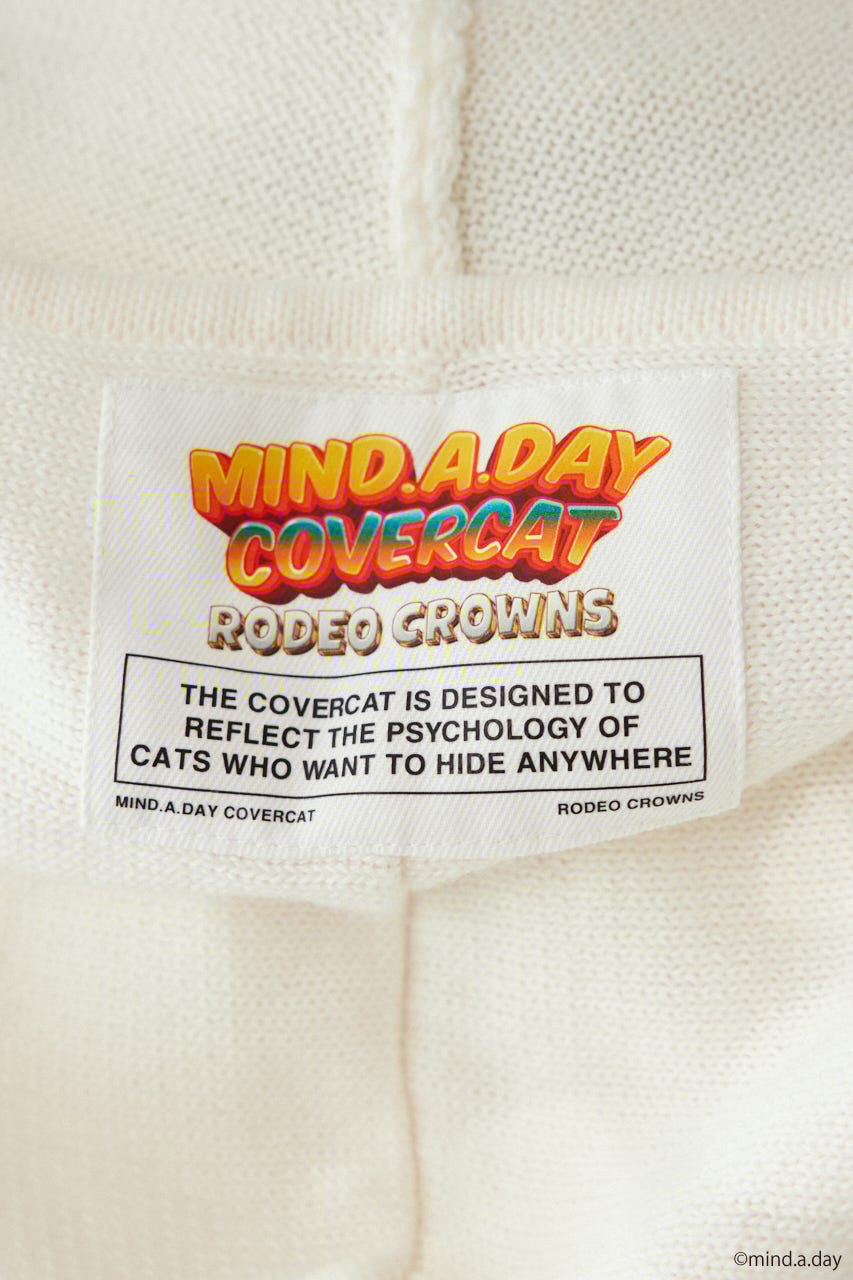 MIND.A.DAY
COVERCAT
RODEO CROWNS
THE COVERCAT IS DESIGNED TO
REFLECT THE PSYCHOLOGY OF
CATS WHO WANT TO HIDE ANYWHERE
MIND.A.DAY COVERCAT
RODEO CROWNS
©mind.a.day